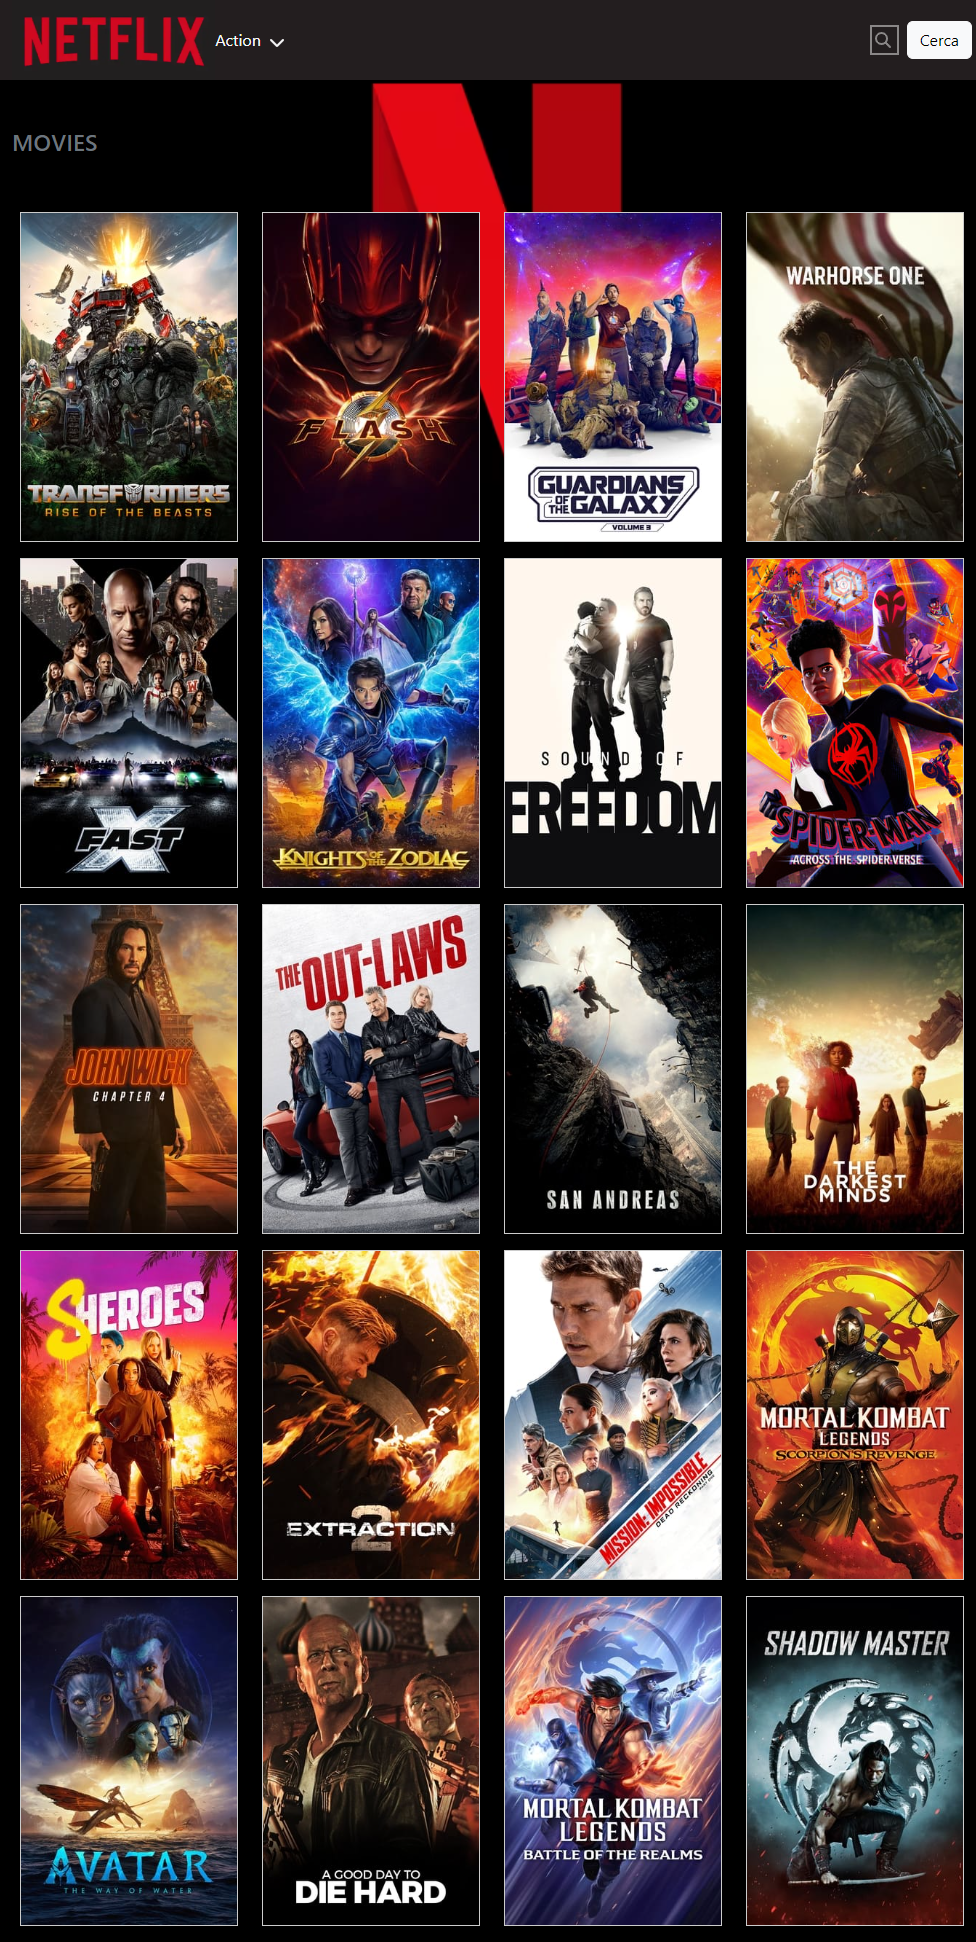 NETFLIX
Action
Cerca
MOVIES
TRANSFORMERS
RISE OF THE BEASTS
FLASH
GUARDIANS
OF THE GALAXY
VOLUME 3
WARHORSE ONE
FAST X
KNIGHTS OF THE ZODIAC
SOUND OF
FREEDOM
SPIDER-MAN
ACROSS THE SPIDER-VERSE
JOHN WICK
CHAPTER 4
THE OUT-LAWS
SAN ANDREAS
THE
DARKEST
MINDS
SHEROES
EXTRACTION
2
MISSION: IMPOSSIBLE
DEAD RECKONING
MORTAL KOMBAT
LEGENDS
SCORPION'S REVENGE
AVATAR
THE WAY OF WATER
A GOOD DAY TO
DIE HARD
MORTAL KOMBAT
LEGENDS
BATTLE OF THE REALMS
SHADOW MASTER